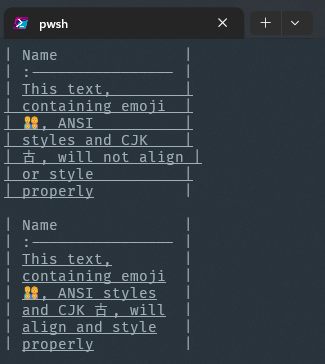 pwsh
| Name |
| :---------------- |
| This text, |
| containing emoji |
| 👫, ANSI |
| styles and CJK |
| 古, will not align |
| or style |
| properly |
| Name |
| :---------------- |
| This text, |
| containing emoji |
| 👫, ANSI styles |
| and CJK 古, will |
| align and style |
| properly |